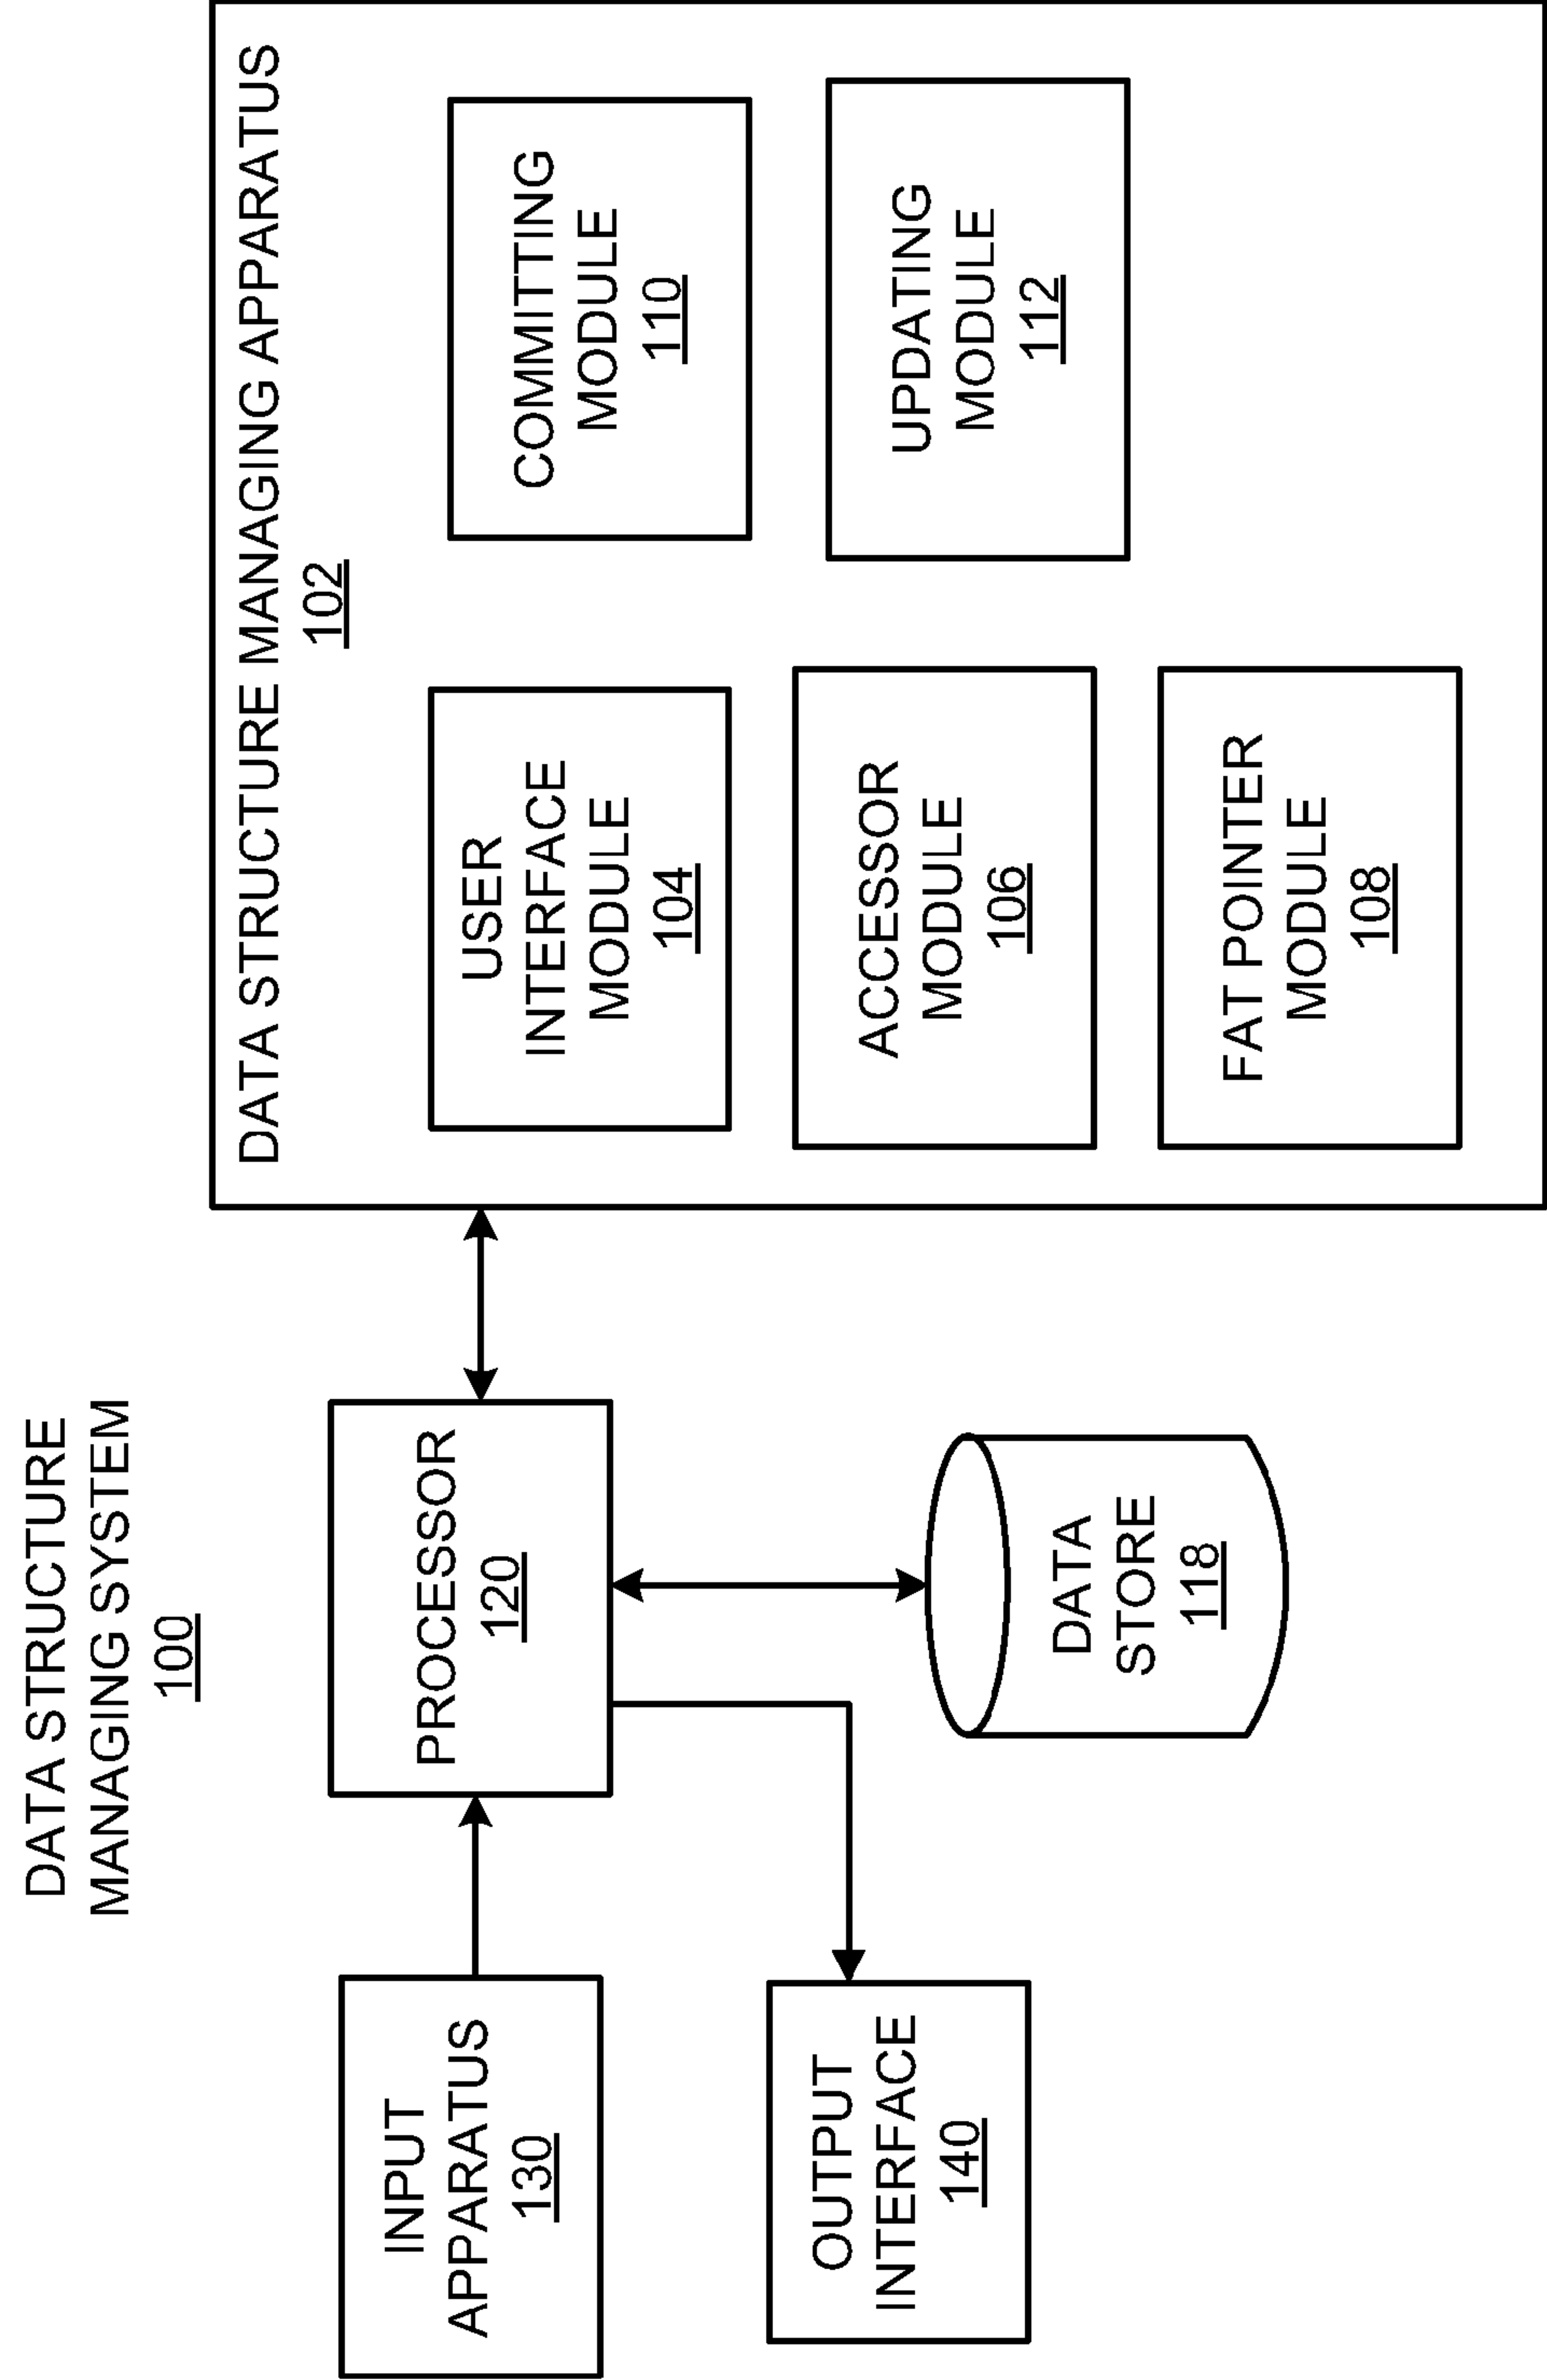 DATA STRUCTURE
MANAGING SYSTEM
100
INPUT
APPARATUS
130
OUTPUT
INTERFACE
140
PROCESSOR
120
DATA
STORE
118
DATA STRUCTURE MANAGING APPARATUS
102
USER
INTERFACE
MODULE
104
ACCESSOR
MODULE
106
FAT POINTER
MODULE
108
COMMITTING
MODULE
110
UPDATING
MODULE
112